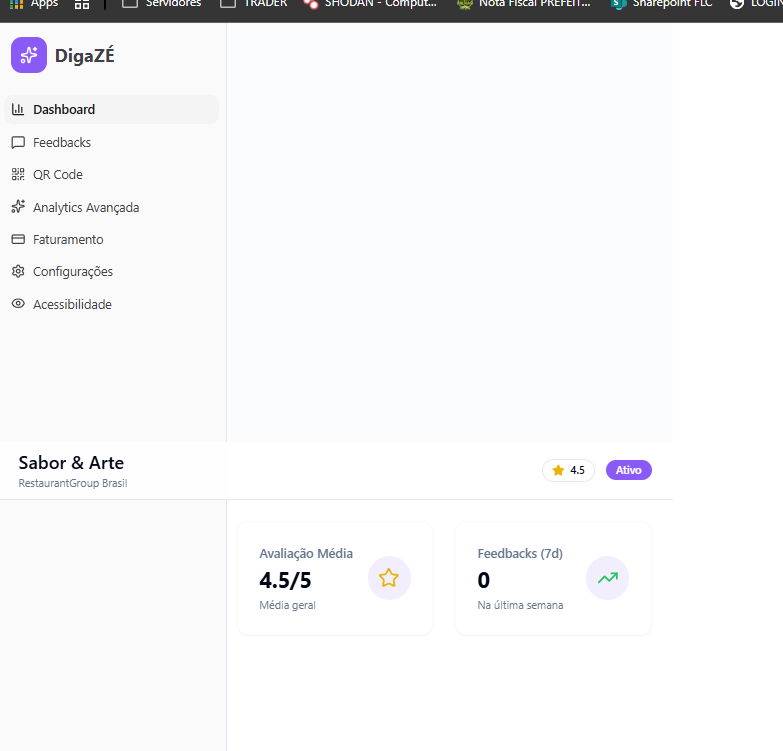 Apps
Servidores
TRADER
SHODAN - Comput...
Nota Fiscal PREFEIT...
Sharepoint FLC
LOGIN
DigaZÉ
Dashboard
Feedbacks
QR Code
Analytics Avançada
Faturamento
Configurações
Acessibilidade
Sabor & Arte
RestaurantGroup Brasil
4.5
Ativo
Avaliação Média
4.5/5
Média geral
Feedbacks (7d)
0
Na última semana